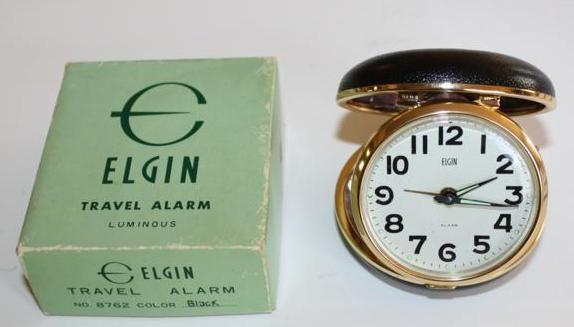 ELGIN
TRAVEL ALARM
LUMINOUS
ELGIN
TRAVEL ALARM
NO. 8762 COLOR Black
12
11 1
ELGIN
10 2
9 3
ALARM
8 4
7 5
6